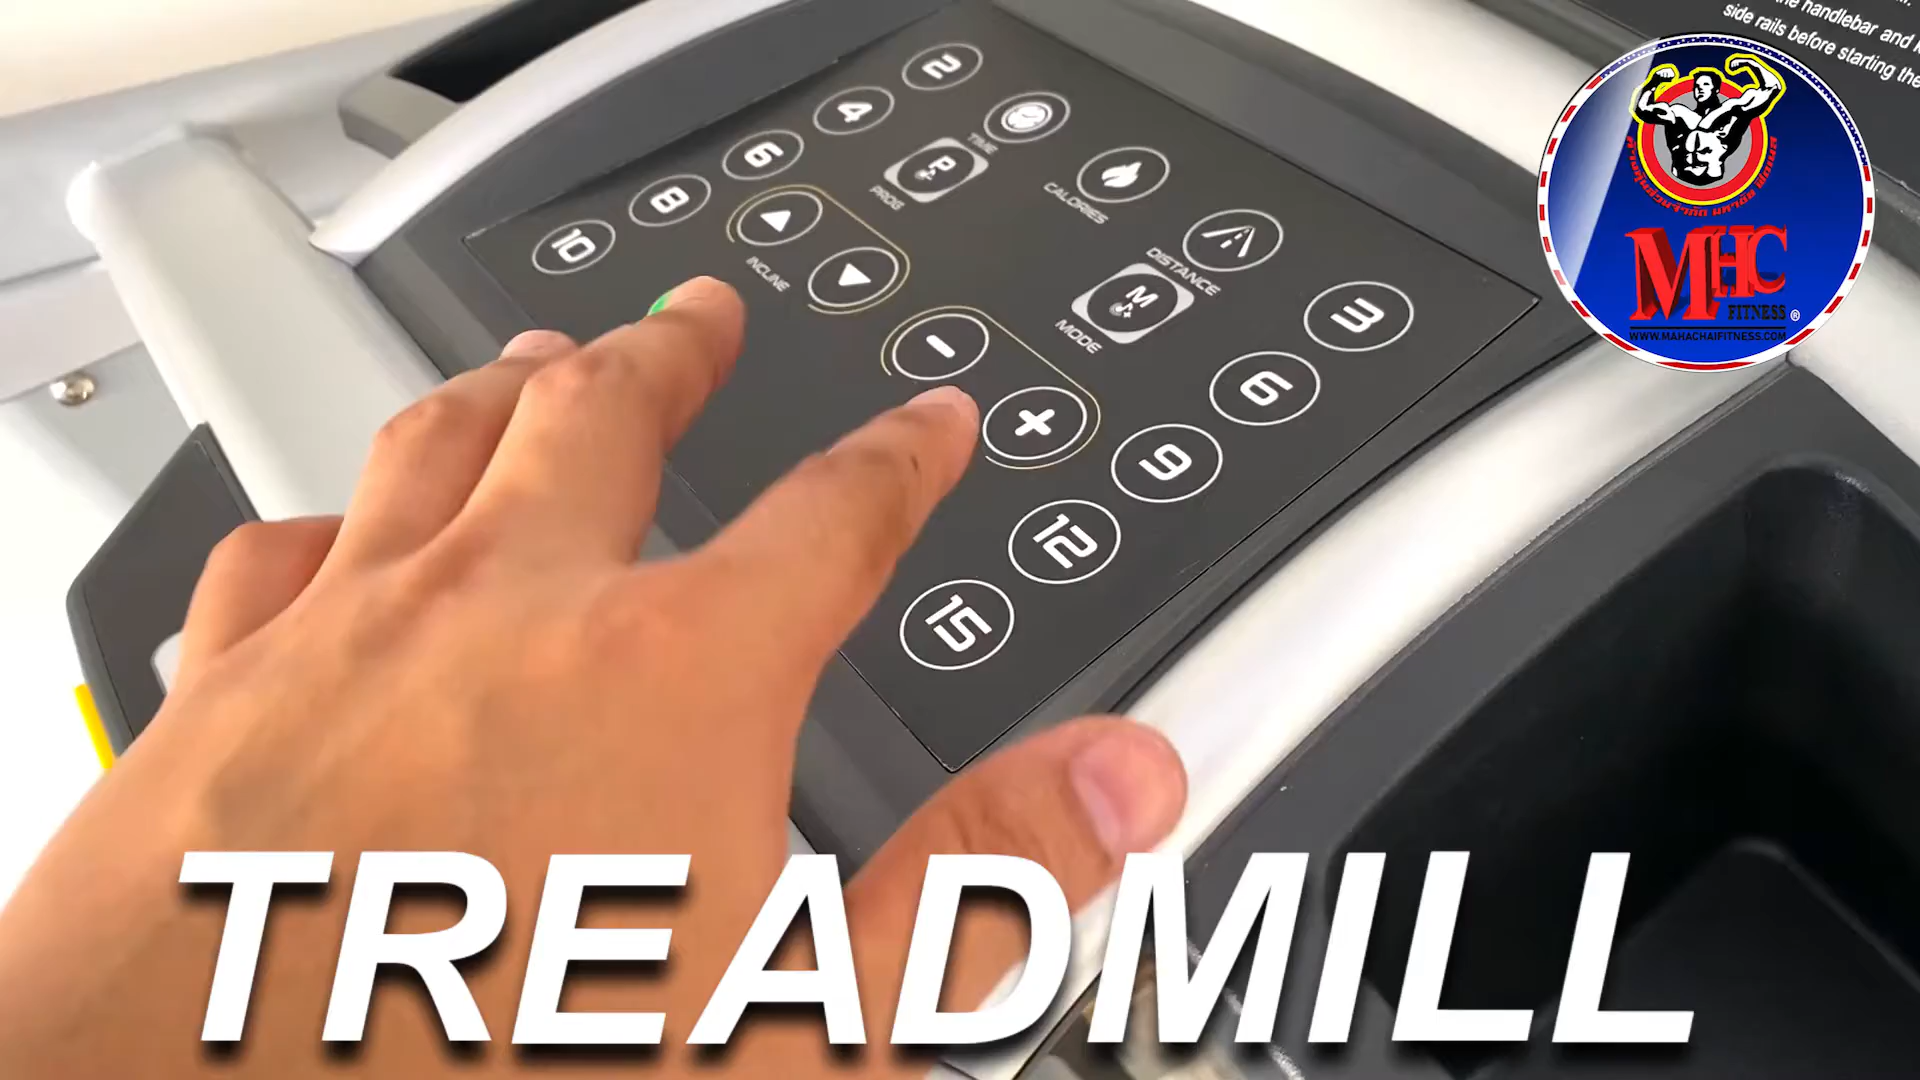 the handlebar and
side rails before starting the
2
4
6
8
10
TIME
P
PROG
CALORIES
INCLINE
DISTANCE
M
MODE
-
+
3
6
9
12
15
MHC
FITNESS ®
WWW.MAHACHAIFITNESS.COM
TREADMILL